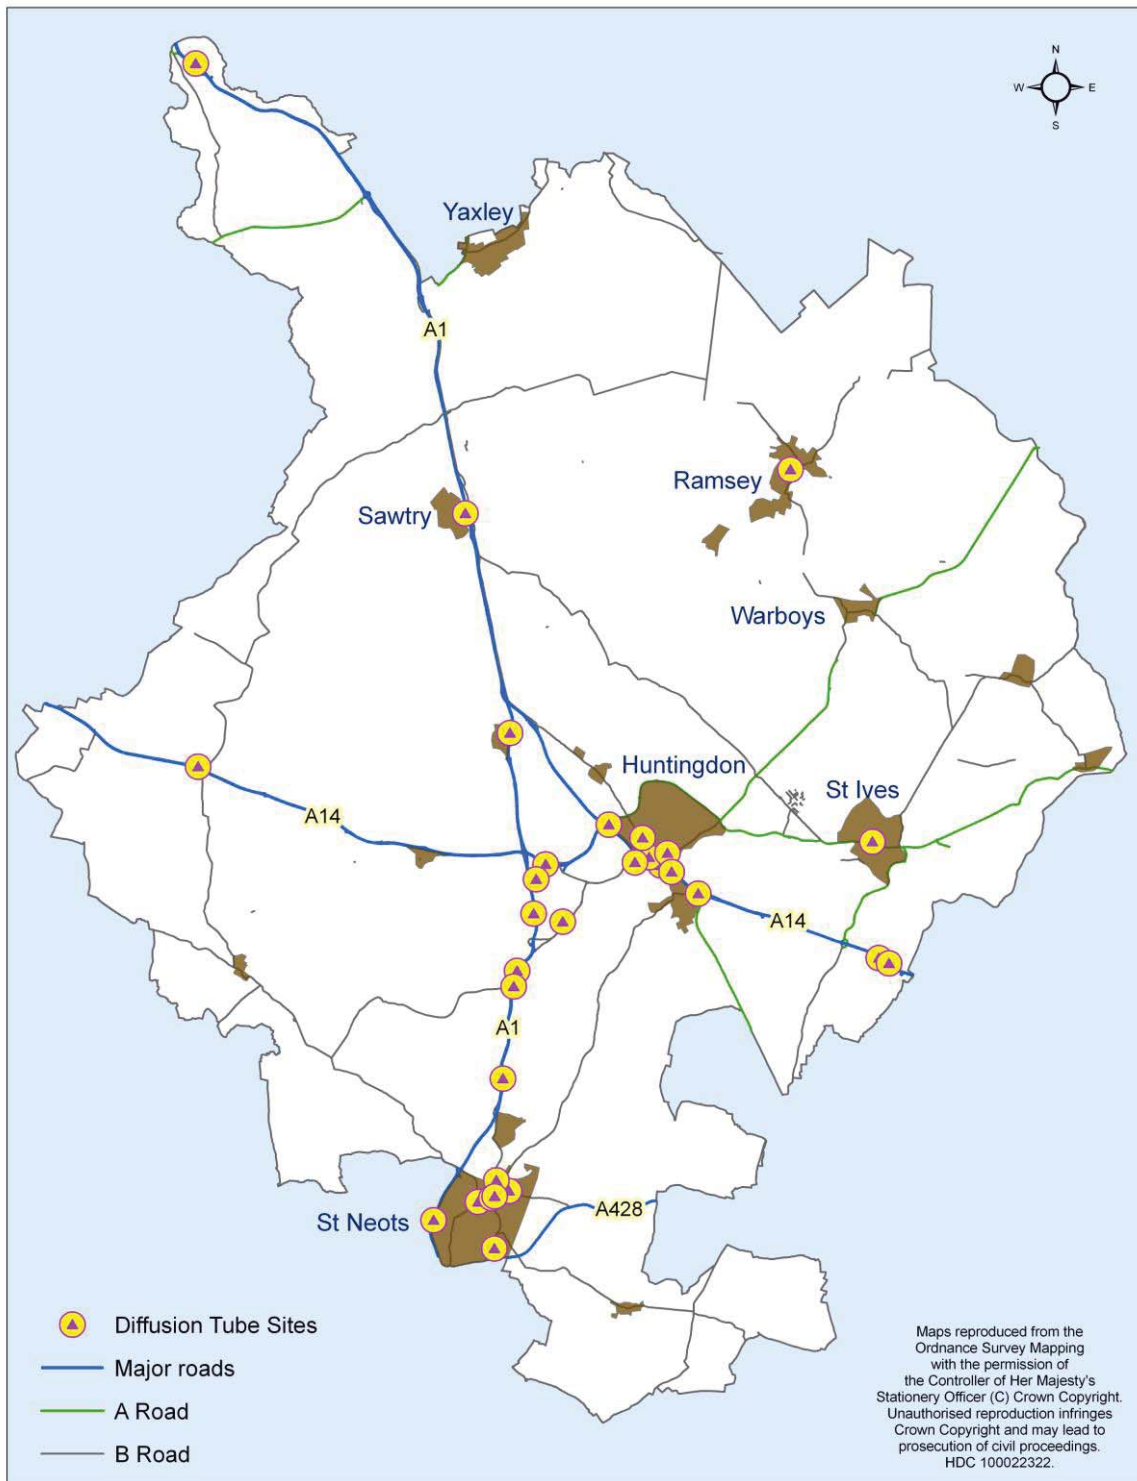 N
W E
S
Yaxley
A1
Ramsey
Sawtry
Warboys
Huntingdon
St Ives
A14
A14
A1
A428
St Neots
Diffusion Tube Sites
Major roads
A Road
B Road
Maps reproduced from the
Ordnance Survey Mapping
with the permission of
the Controller of Her Majesty's
Stationery Officer (C) Crown Copyright.
Unauthorised reproduction infringes
Crown Copyright and may lead to
prosecution of civil proceedings.
HDC 100022322.